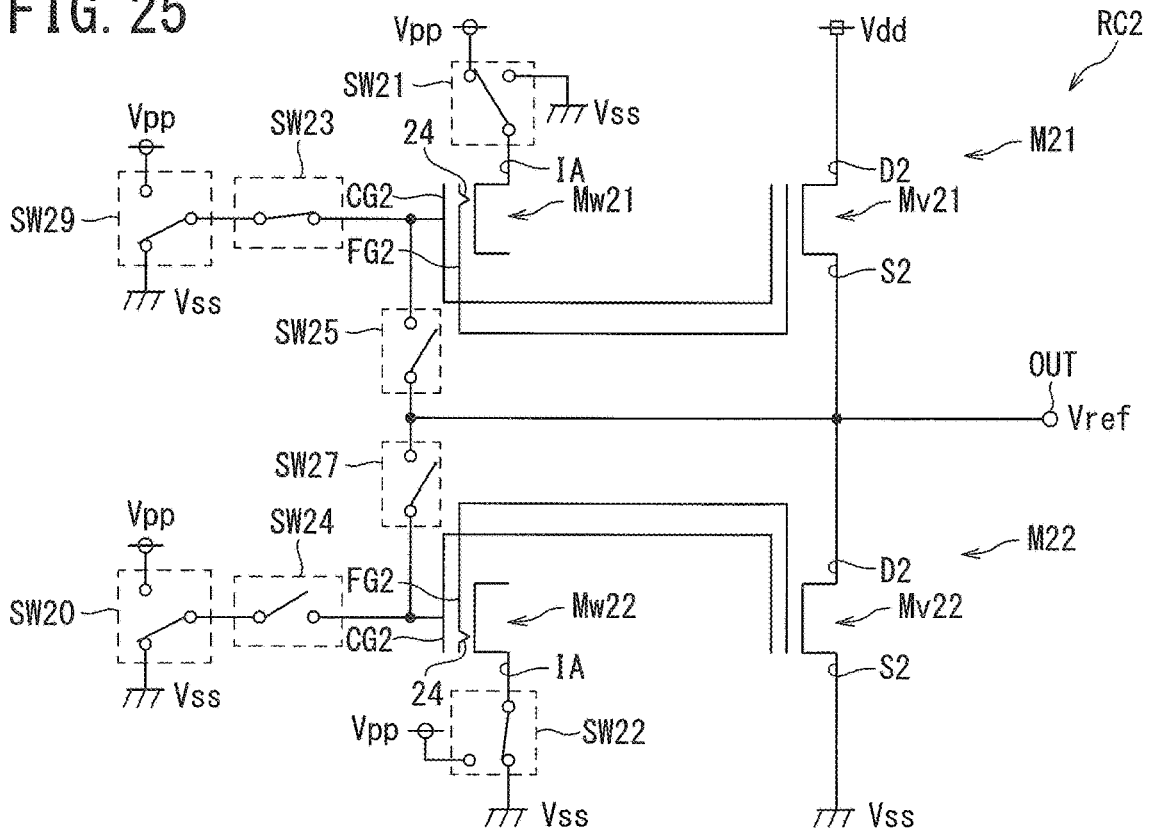 FIG. 25
RC2
Vpp
Vdd
SW21
Vss
Vpp
SW23
24
M21
IA
D2
CG2
Mw21
Mv21
SW29
FG2
S2
Vss
SW25
OUT
Vref
SW27
Vpp
SW24
M22
FG2
D2
SW20
Mw22
Mv22
CG2
IA
S2
24
Vss
Vpp
SW22
Vss
Vss